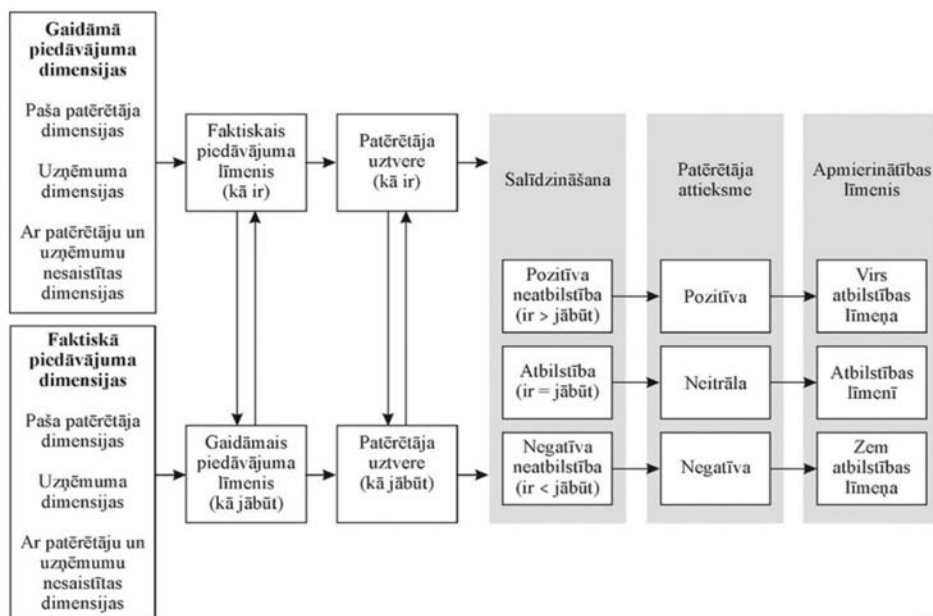 Gaidāmā
piedāvājuma
dimensijas
Paša patērētāja
dimensijas
Uzņēmuma
dimensijas
Ar patērētāju un
uzņēmumu
nesaistītas
dimensijas
Faktiskā
piedāvājuma
dimensijas
Paša patērētāja
dimensijas
Uzņēmuma
dimensijas
Ar patērētāju un
uzņēmumu
nesaistītas
dimensijas
Faktiskais
piedāvājuma
līmenis
(kā ir)
Gaidāmais
piedāvājuma
līmenis
(kā jābūt)
Patērētāja
uztvere
(kā ir)
Patērētāja
uztvere
(kā jābūt)
Salīdzināšana
Pozitīva
neatbilstība
(ir > jābūt)
Atbilstība
(ir = jābūt)
Negatīva
neatbilstība
(ir < jābūt)
Patērētāja
attieksme
Pozitīva
Neitrāla
Negatīva
Apmierinātības
līmenis
Virs
atbilstības
līmeņa
Atbilstības
līmenī
Zem
atbilstības
līmeņa